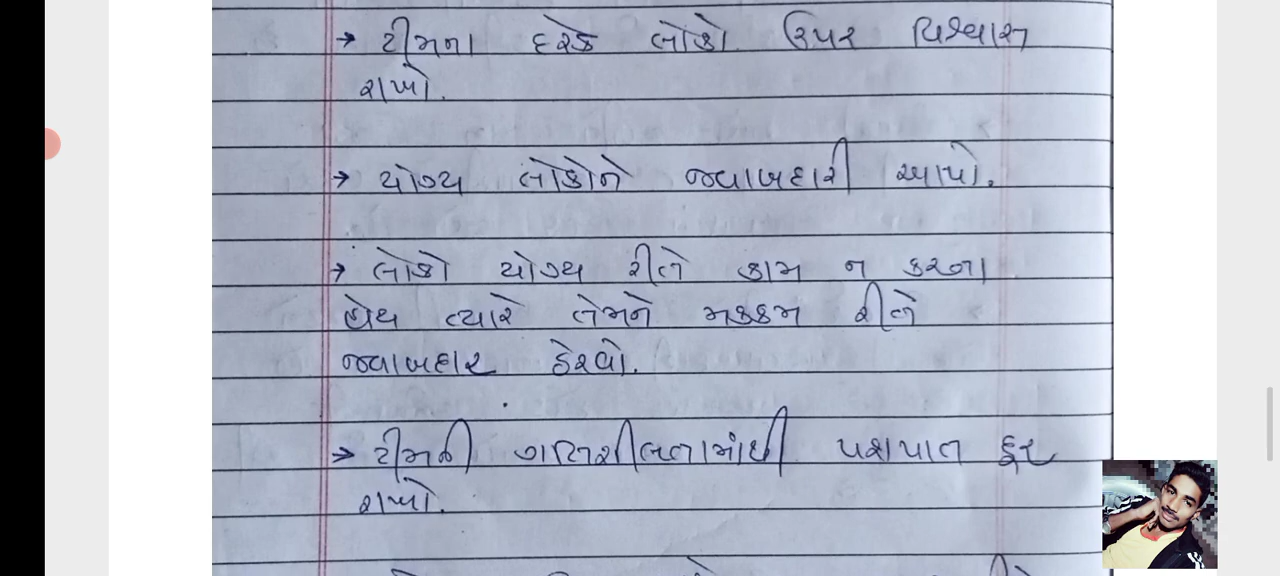 → ટીમના દરેક લોકો ઉપર વિશ્વાસ
રાખો.
→ યોગ્ય લોકોને જવાબદારી આપો.
→ લોકો યોગ્ય રીતે કામ ન કરતા
હોય ત્યારે તેમને મક્કમ રીતે
જવાબદાર ઠેરવો.
→ ટીમની ગતિશીલતામાંથી પક્ષપાત દૂર
રાખો.